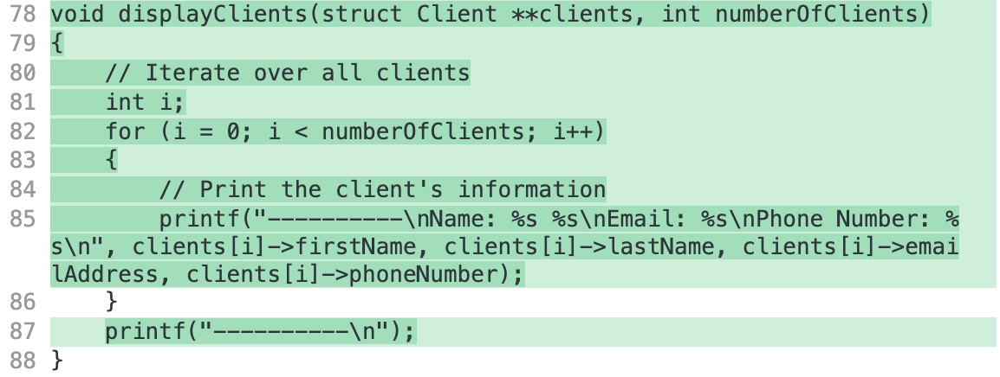 78 void displayClients(struct Client **clients, int numberOfClients)
79 {
80     // Iterate over all clients
81     int i;
82     for (i = 0; i < numberOfClients; i++)
83     {
84         // Print the client's information
85         printf("----------\nName: %s %s\nEmail: %s\nPhone Number: %
s\n", clients[i]->firstName, clients[i]->lastName, clients[i]->emai
lAddress, clients[i]->phoneNumber);
86     }
87     printf("----------\n");
88 }